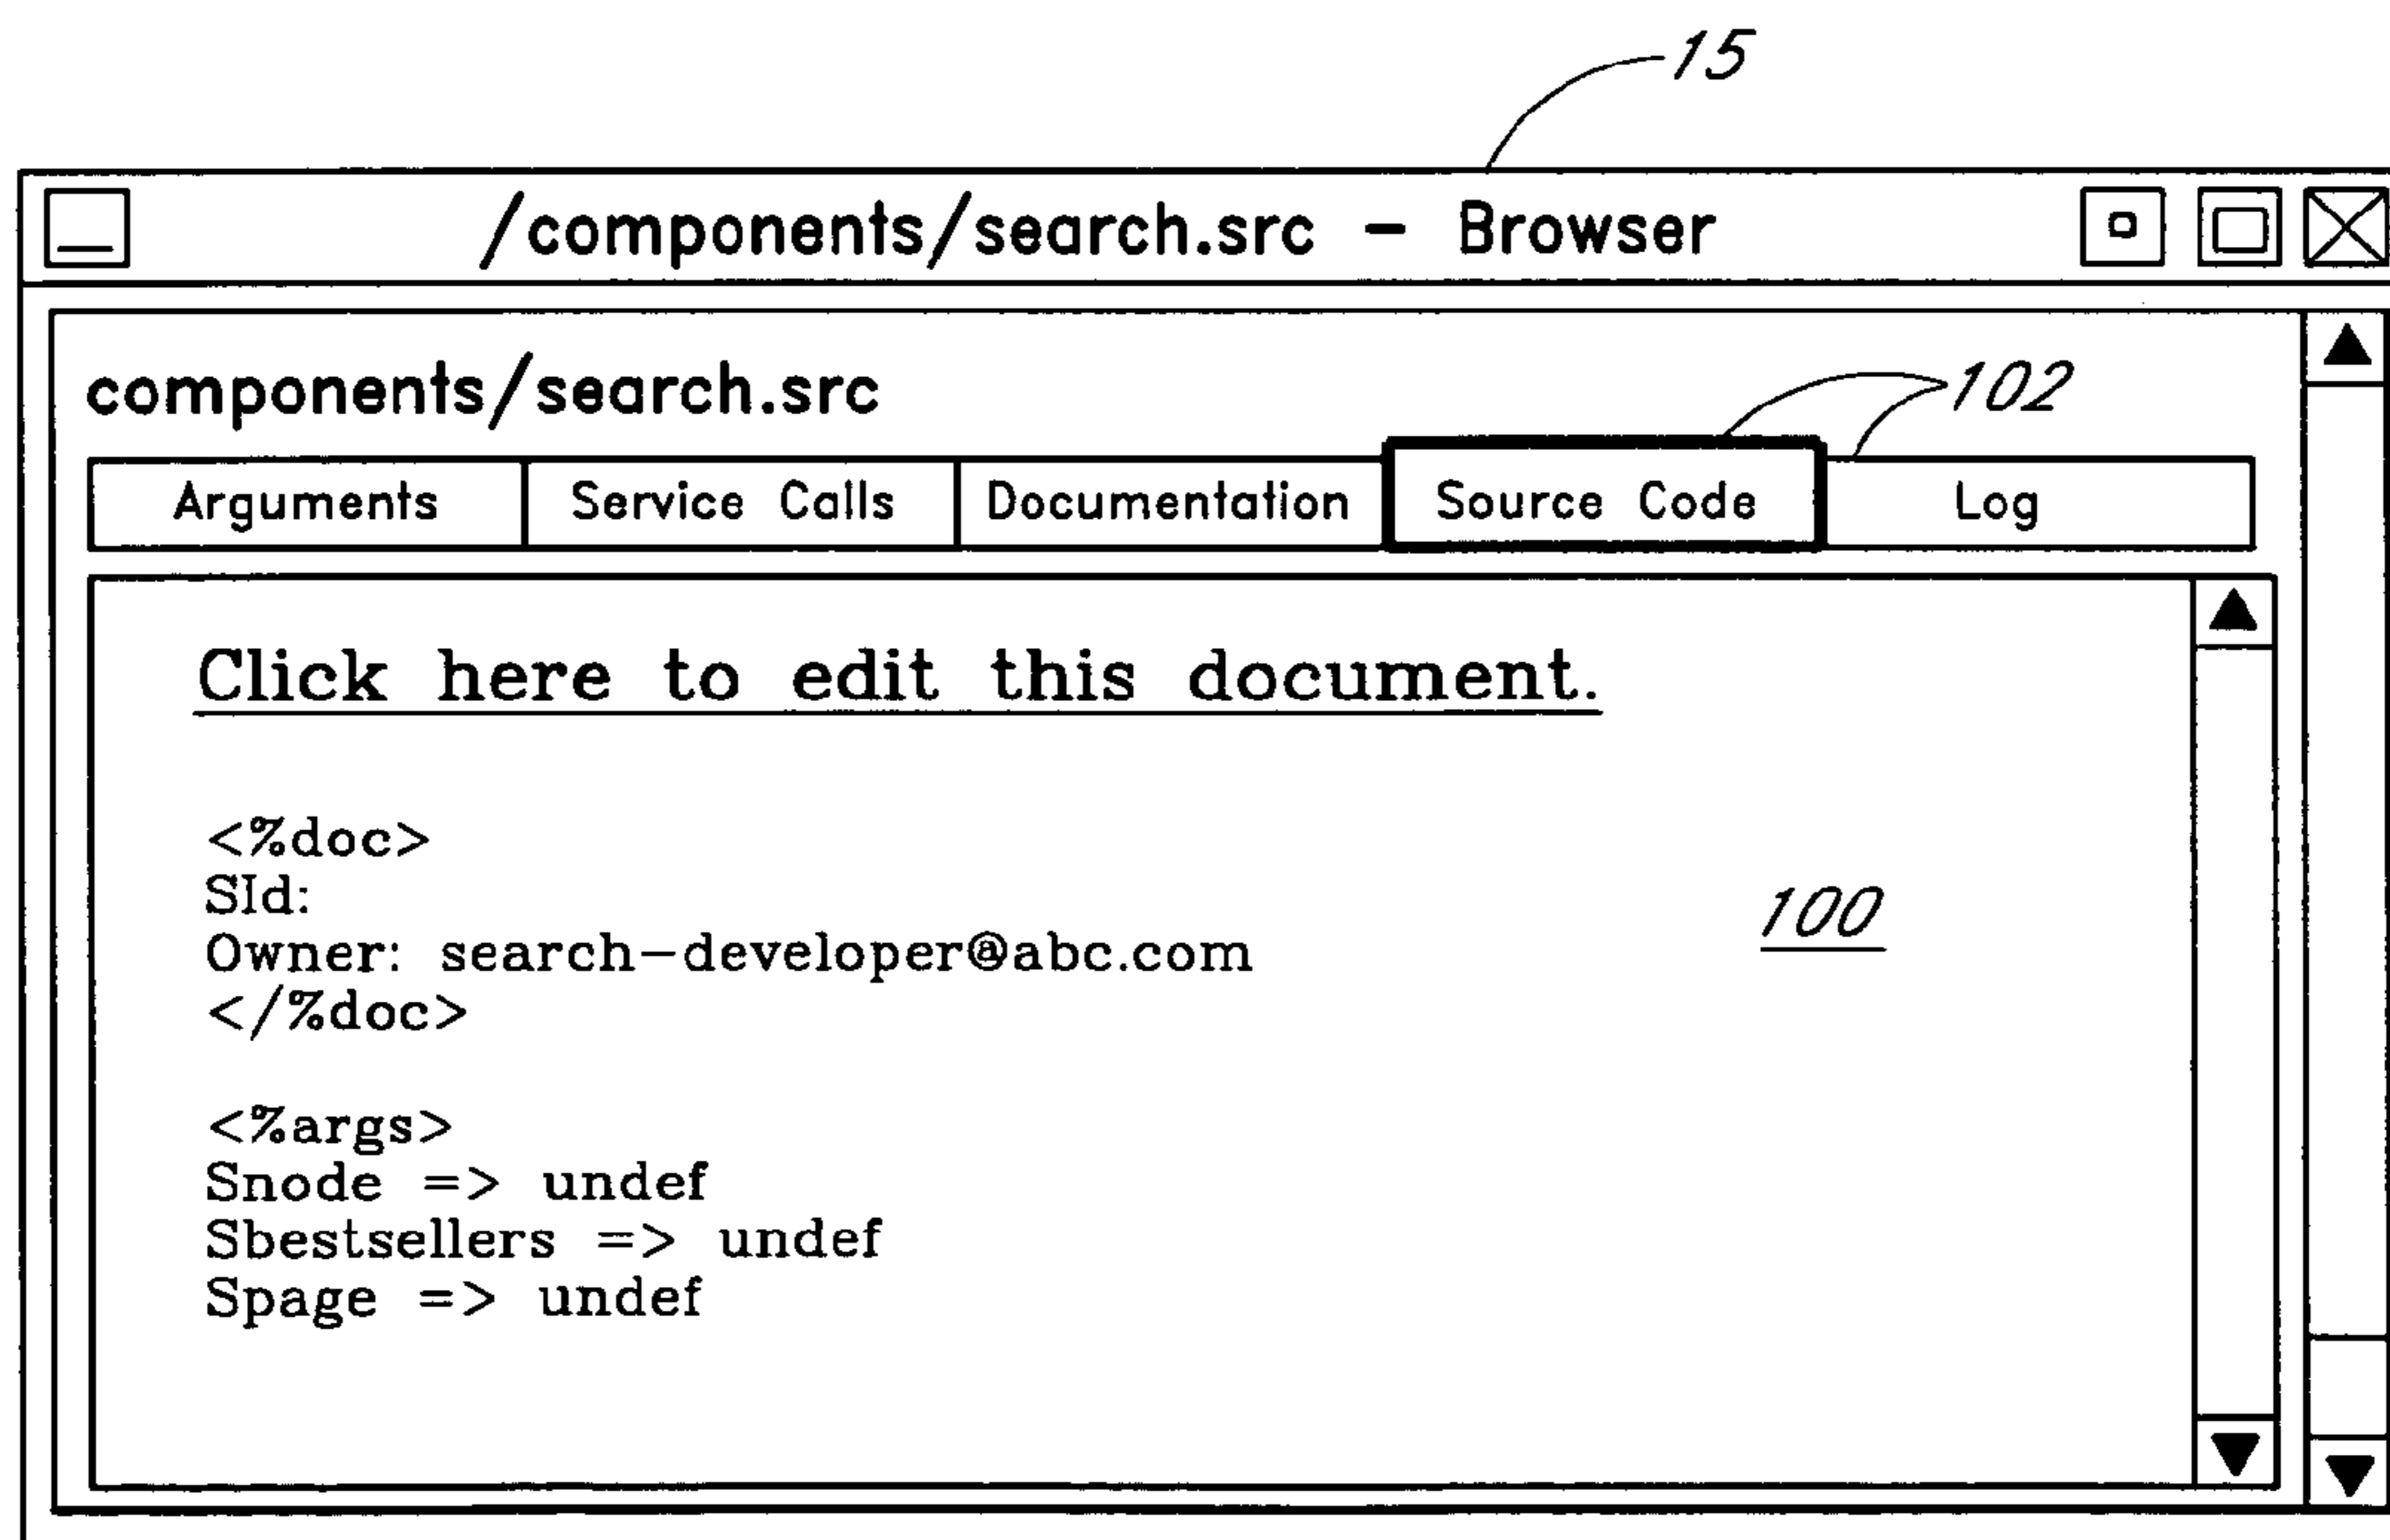 15
/components/search.src - Browser
components/search.src
102
Arguments Service Calls Documentation Source Code Log
Click here to edit this document.
<%doc>
SId:
100
Owner: search-developer@abc.com
</%doc>
<%args>
Snode => undef
Sbestsellers => undef
Spage => undef